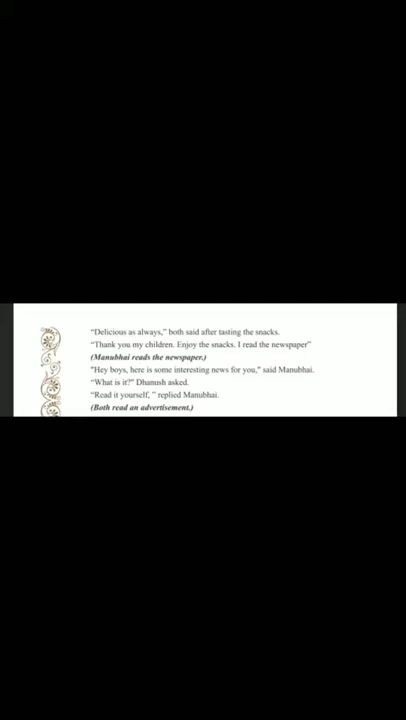 “Delicious as always,” both said after tasting the snacks.
“Thank you my children. Enjoy the snacks. I read the newspaper”
(Manubhai reads the newspaper.)
"Hey boys, here is some interesting news for you," said Manubhai.
“What is it?" Dhanush asked.
“Read it yourself, ” replied Manubhai.
(Both read an advertisement.)